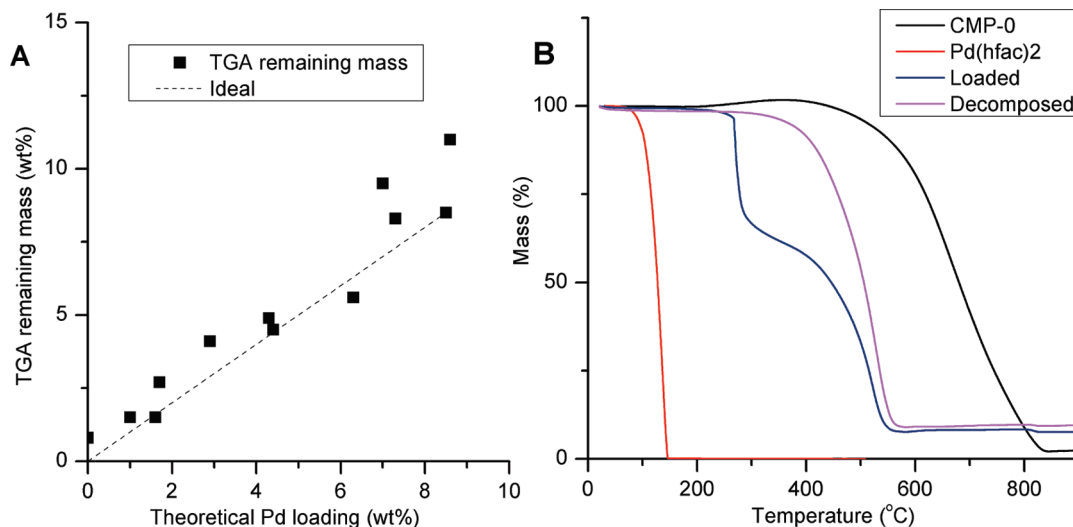 A
TGA remaining mass
Ideal
15
10
5
0
TGA remaining mass (wt%)
0 2 4 6 8 10
Theoretical Pd loading (wt%)
B
CMP-0
Pd(hfac)2
Loaded
Decomposed
100
50
0
Mass (%)
0 200 400 600 800
Temperature (°C)